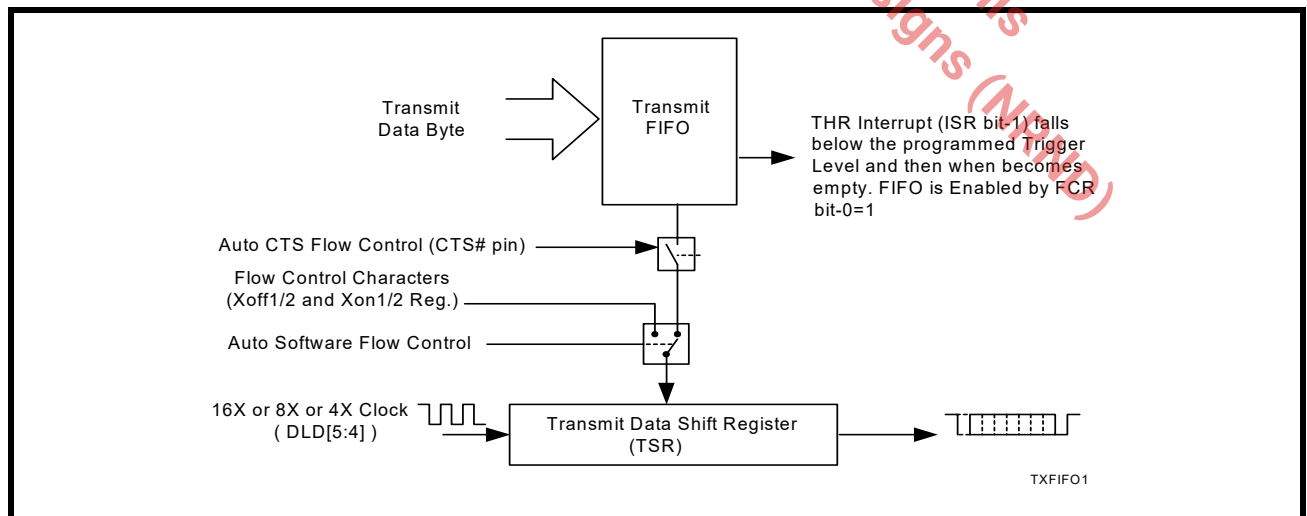 his
signs (NRND)
Transmit
Data Byte
Transmit
FIFO
THR Interrupt (ISR bit-1) falls
below the programmed Trigger
Level and then when becomes
empty. FIFO is Enabled by FCR
bit-0=1
Auto CTS Flow Control (CTS# pin)
Flow Control Characters
(Xoff1/2 and Xon1/2 Reg.)
Auto Software Flow Control
16X or 8X or 4X Clock
( DLD[5:4] )
Transmit Data Shift Register
(TSR)
TXFIFO1